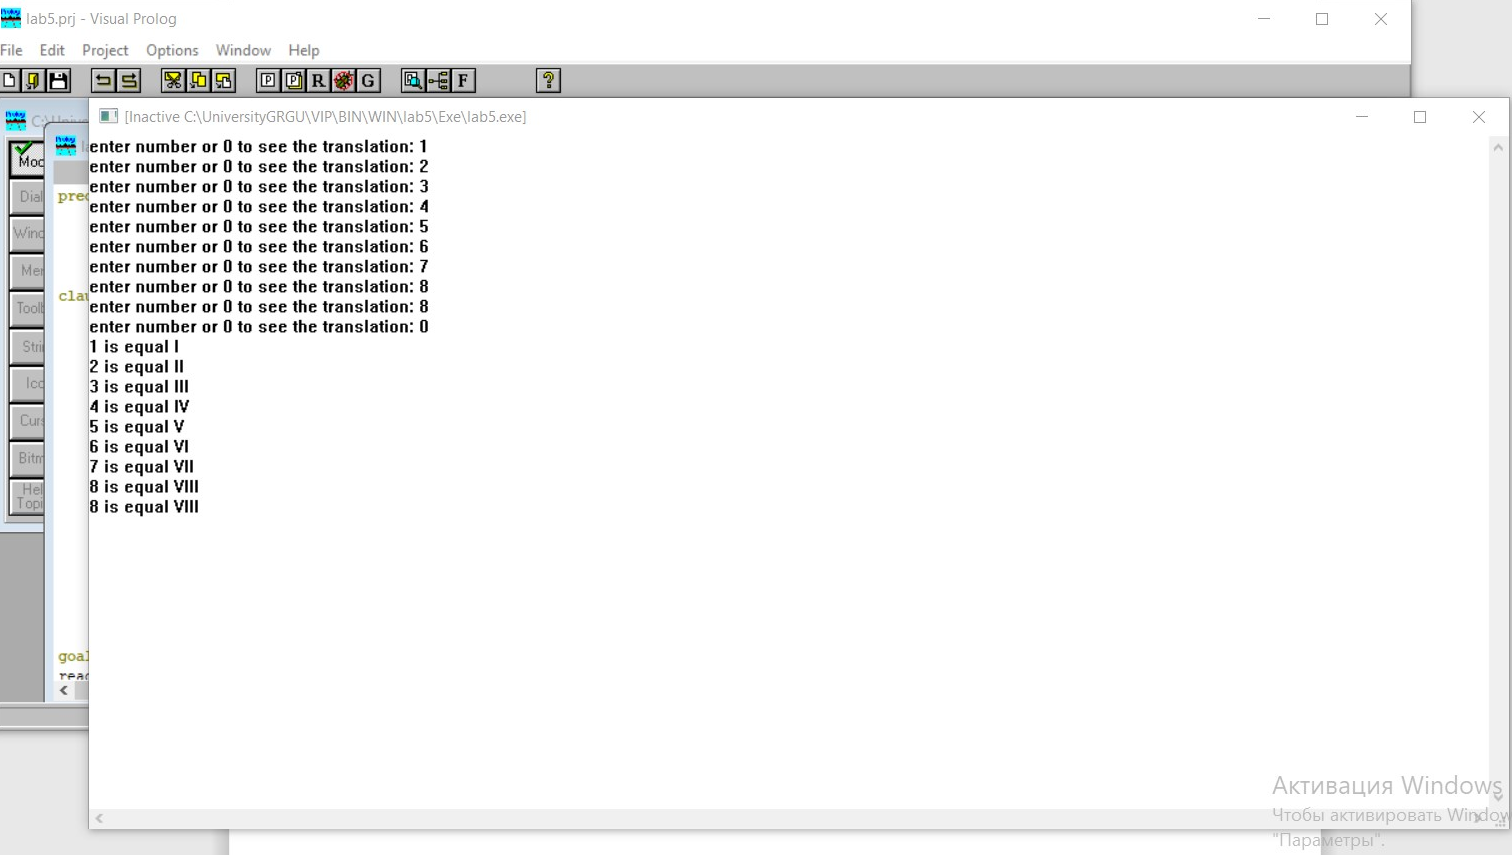 lab5.prj - Visual Prolog
File Edit Project Options Window Help
P P R G F ?
[Inactive C:\UniversityGRGU\VIP\BIN\WIN\lab5\Exe\lab5.exe]
enter number or 0 to see the translation: 1
enter number or 0 to see the translation: 2
enter number or 0 to see the translation: 3
enter number or 0 to see the translation: 4
enter number or 0 to see the translation: 5
enter number or 0 to see the translation: 6
enter number or 0 to see the translation: 7
enter number or 0 to see the translation: 8
enter number or 0 to see the translation: 8
enter number or 0 to see the translation: 0
1 is equal I
2 is equal II
3 is equal III
4 is equal IV
5 is equal V
6 is equal VI
7 is equal VII
8 is equal VIII
8 is equal VIII
Активация Windows
Чтобы активировать Window
"Параметры".